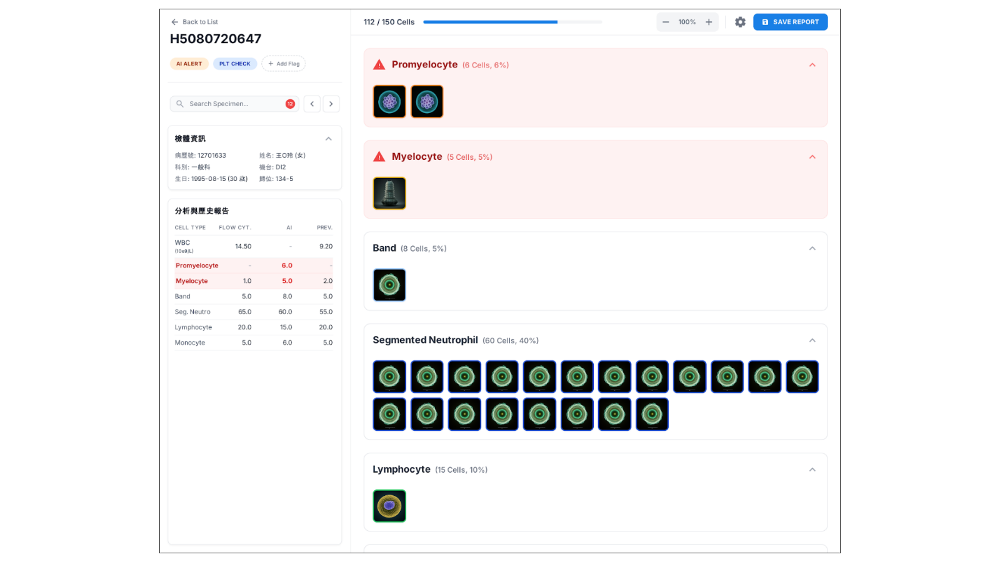 Back to List
H5080720647
AI ALERT
PLT CHECK
Add Flag
Search Specimen...
12
檢體資訊
病歷號: 12701633
姓名: 王O玲 (女)
科別: 一般科
機台: DI2
生日: 1995-08-15 (30 歲)
歸位: 134-5
分析與歷史報告
CELL TYPE FLOW CYT. AI PREV.
WBC (10e9/L) 14.50 - 9.20
Promyelocyte - 6.0 -
Myelocyte 1.0 5.0 2.0
Band 5.0 8.0 5.0
Seg. Neutro 65.0 60.0 55.0
Lymphocyte 20.0 15.0 20.0
Monocyte 5.0 6.0 5.0
112 / 150 Cells
100%
SAVE REPORT
Promyelocyte (6 Cells, 6%)
Myelocyte (5 Cells, 5%)
Band (8 Cells, 5%)
Segmented Neutrophil (60 Cells, 40%)
Lymphocyte (15 Cells, 10%)